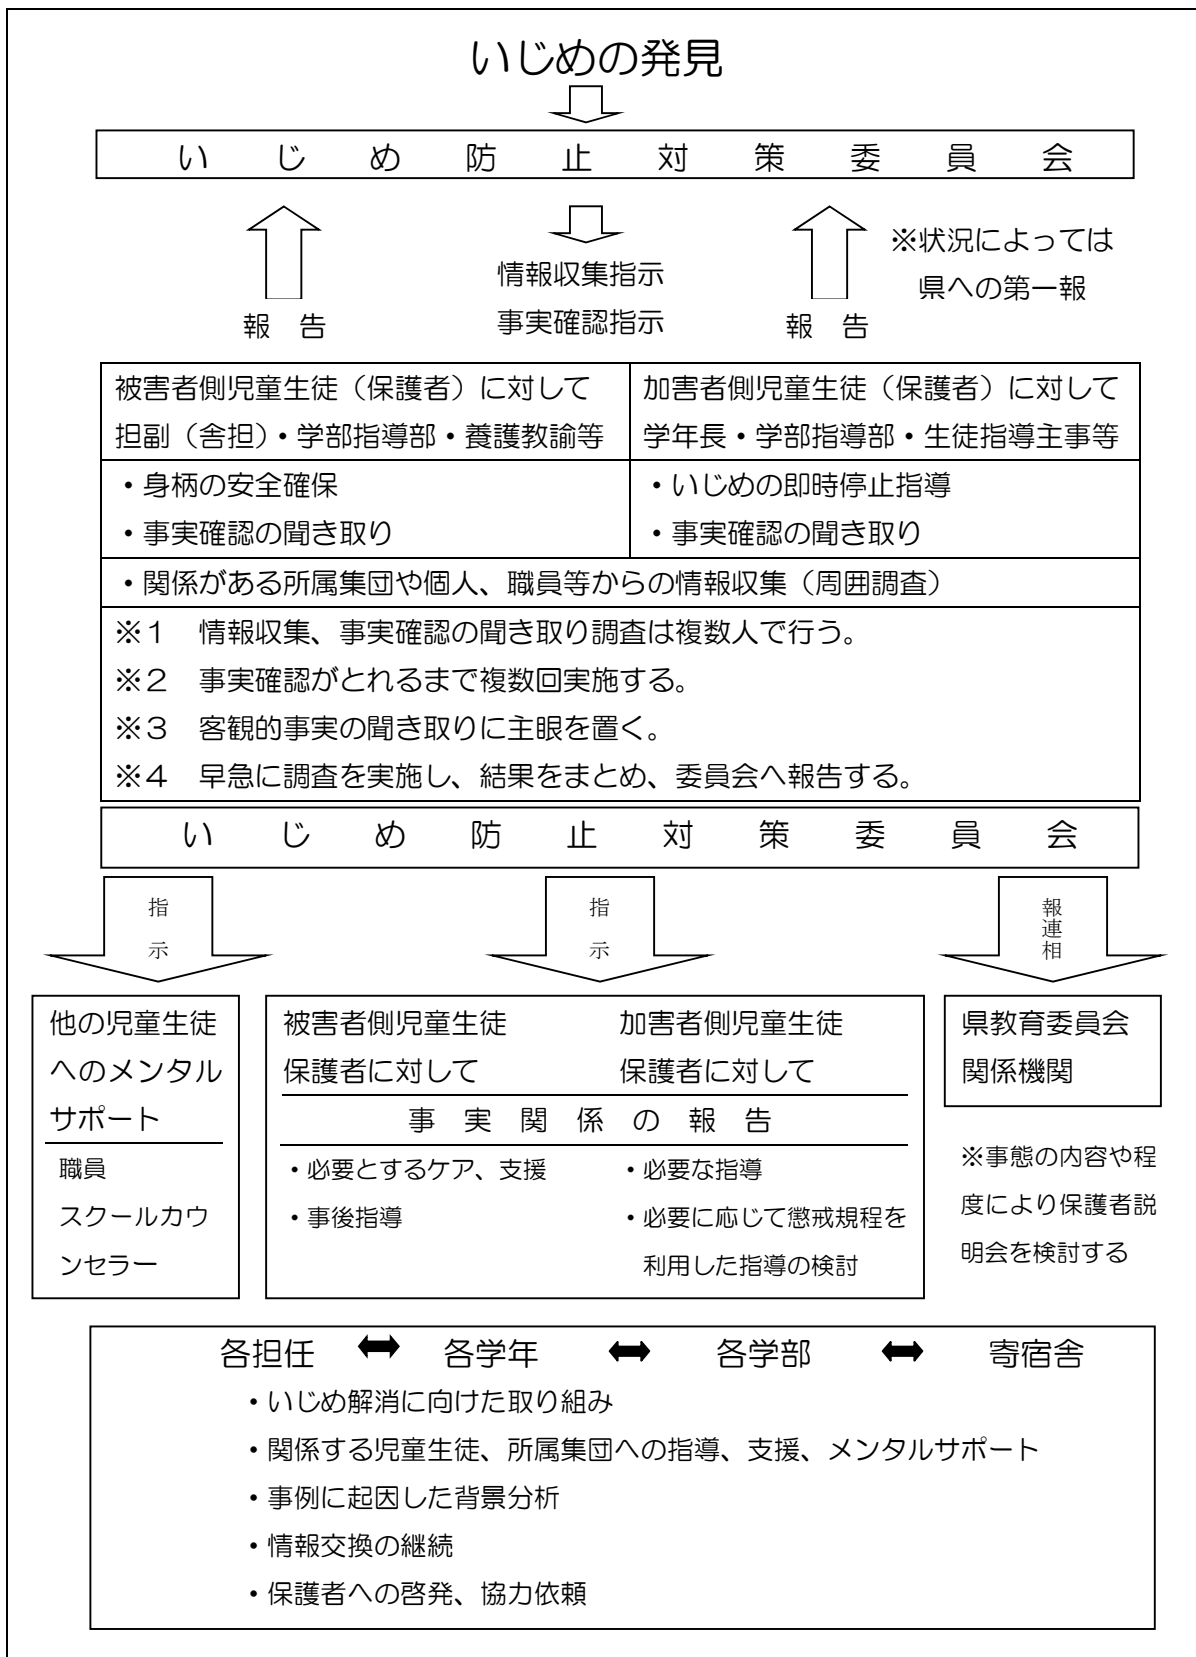 いじめの発見
いじめ防止対策委員会
※状況によっては
県への第一報
情報収集指示
事実確認指示
報　告
報　告
被害者側児童生徒（保護者）に対して
担副（舎担）・学部指導部・養護教諭等
加害者側児童生徒（保護者）に対して
学年長・学部指導部・生徒指導主事等
・身柄の安全確保
・事実確認の聞き取り
・いじめの即時停止指導
・事実確認の聞き取り
・関係がある所属集団や個人、職員等からの情報収集（周囲調査）
※１　情報収集、事実確認の聞き取り調査は複数人で行う。
※２　事実確認がとれるまで複数回実施する。
※３　客観的事実の聞き取りに主眼を置く。
※４　早急に調査を実施し、結果をまとめ、委員会へ報告する。
いじめ防止対策委員会
指示
指示
報連相
他の児童生徒
へのメンタル
サポート
職員
スクールカウ
ンセラー
被害者側児童生徒
保護者に対して
加害者側児童生徒
保護者に対して
事実関係の報告
・必要とするケア、支援
・事後指導
・必要な指導
・必要に応じて懲戒規程を
利用した指導の検討
県教育委員会
関係機関
※事態の内容や程
度により保護者説
明会を検討する
各担任 ⬌ 各学年 ⬌ 各学部 ⬌ 寄宿舎
・いじめ解消に向けた取り組み
・関係する児童生徒、所属集団への指導、支援、メンタルサポート
・事例に起因した背景分析
・情報交換の継続
・保護者への啓発、協力依頼